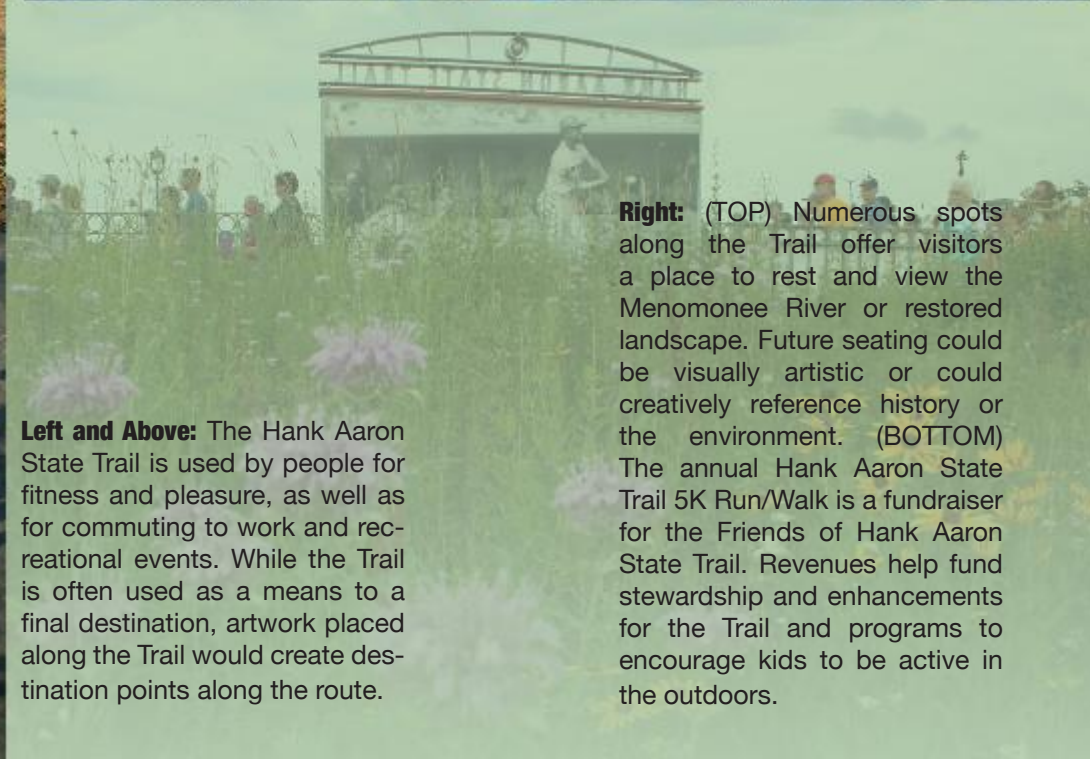 Left and Above: The Hank Aaron
State Trail is used by people for
fitness and pleasure, as well as
for commuting to work and rec-
reational events. While the Trail
is often used as a means to a
final destination, artwork placed
along the Trail would create des-
tination points along the route.
Right: (TOP) Numerous spots
along the Trail offer visitors
a place to rest and view the
Menomonee River or restored
landscape. Future seating could
be visually artistic or could
creatively reference history or
the environment. (BOTTOM)
The annual Hank Aaron State
Trail 5K Run/Walk is a fundraiser
for the Friends of Hank Aaron
State Trail. Revenues help fund
stewardship and enhancements
for the Trail and programs to
encourage kids to be active in
the outdoors.